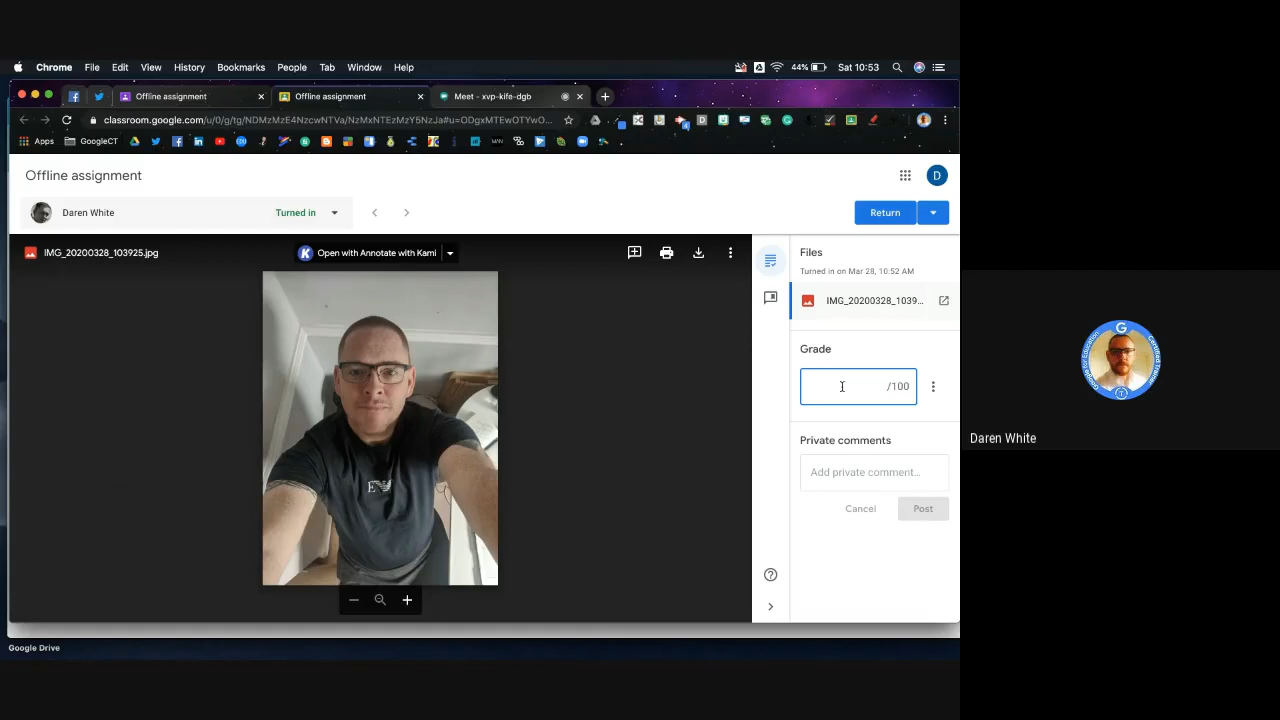 Chrome File Edit View History Bookmarks People Tab Window Help 44% Sat 10:53
Offline assignment Offline assignment Meet - xvp-kife-dgb
classroom.google.com/u/0/g/tg/NDMzMzE4NzcwNTVa/NzMxNTEzMzY5NzJa#u=ODgxMTEwOTYwO...
Apps GoogleCT
Offline assignment
D
Daren White Turned in
Return
IMG_20200328_103925.jpg
Open with Annotate with Kami
Files
Turned in on Mar 28, 10:52 AM
IMG_20200328_1039...
Grade
/100
Private comments
Add private comment...
Cancel Post
Daren White
Google Drive